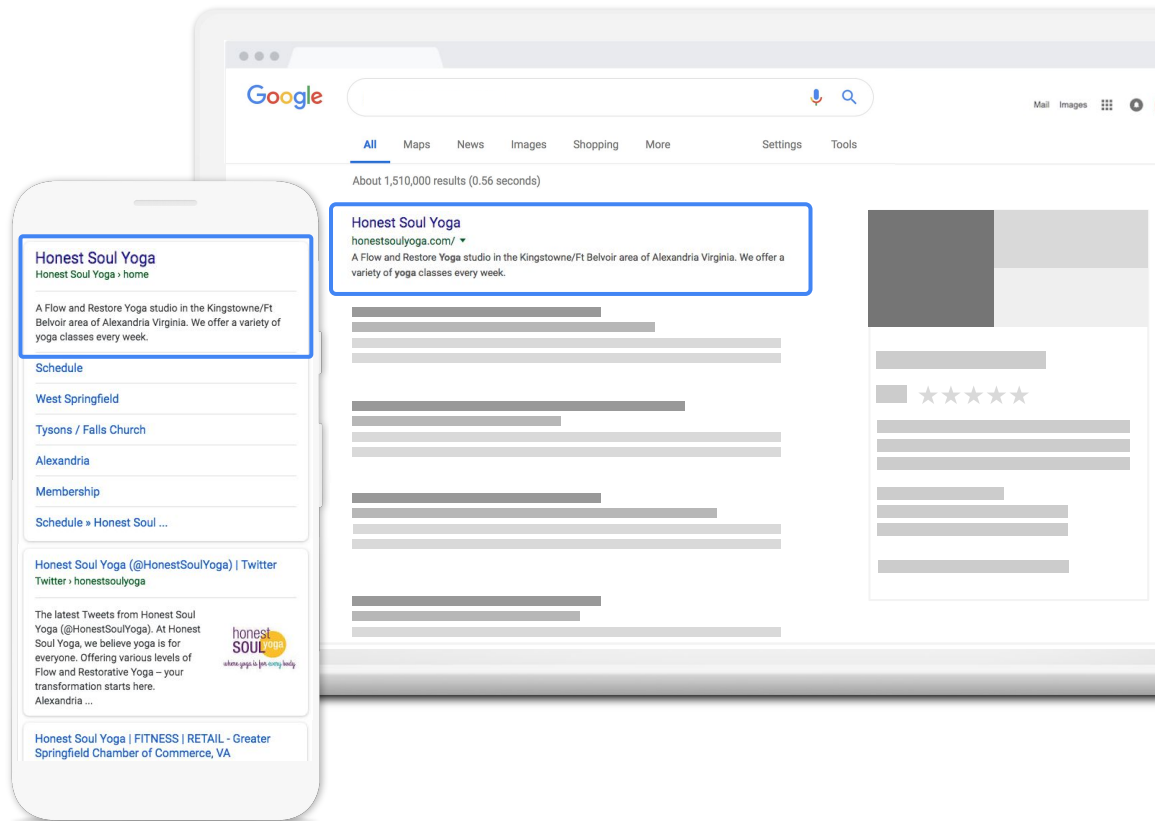 Google
Mail Images
All Maps News Images Shopping More Settings Tools
About 1,510,000 results (0.56 seconds)
Honest Soul Yoga
honestsoulyoga.com/
A Flow and Restore Yoga studio in the Kingstowne/Ft Belvoir area of Alexandria Virginia. We offer a
variety of yoga classes every week.
Honest Soul Yoga
Honest Soul Yoga › home
A Flow and Restore Yoga studio in the Kingstowne/Ft
Belvoir area of Alexandria Virginia. We offer a variety of
yoga classes every week.
Schedule
West Springfield
Tysons / Falls Church
Alexandria
Membership
Schedule » Honest Soul ...
Honest Soul Yoga (@HonestSoulYoga) | Twitter
Twitter › honestsoulyoga
The latest Tweets from Honest Soul
Yoga (@HonestSoulYoga). At Honest
Soul Yoga, we believe yoga is for
everyone. Offering various levels of
Flow and Restorative Yoga – your
transformation starts here.
Alexandria ...
honest
SOUL yoga
where yoga is for every body
Honest Soul Yoga | FITNESS | RETAIL - Greater
Springfield Chamber of Commerce, VA